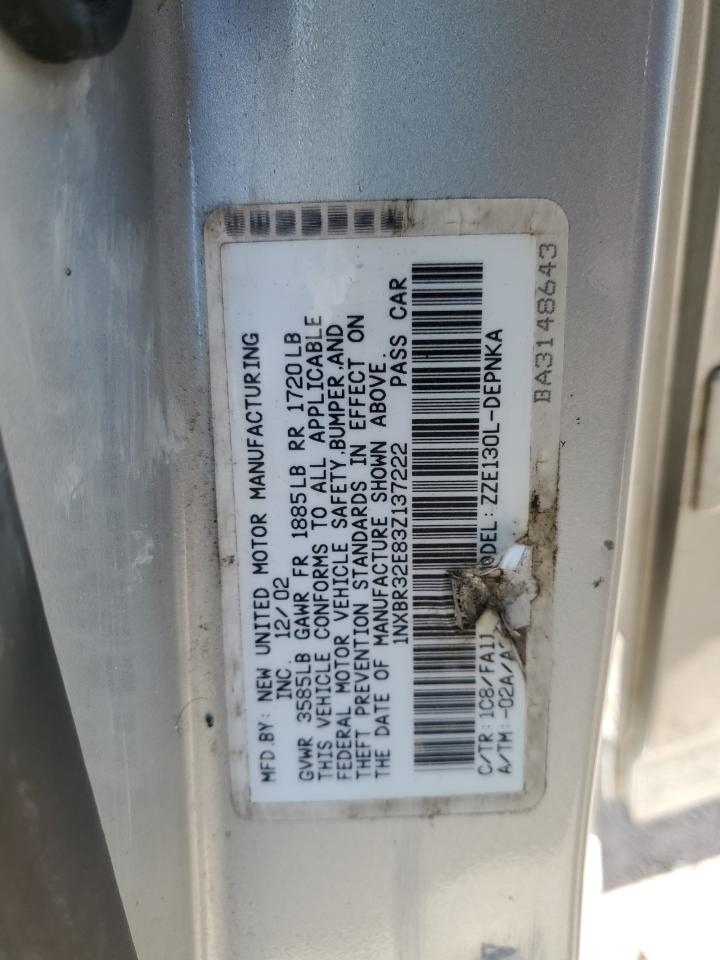 MFD.BY: NEW UNITED MOTOR MANUFACTURING
INC. 12/02
GVWR 3585LB GAWR FR 1885LB RR 1720LB
THIS VEHICLE CONFORMS TO ALL APPLICABLE
FEDERAL MOTOR VEHICLE SAFETY,BUMPER,AND
THEFT PREVENTION STANDARDS IN EFFECT ON
THE DATE OF MANUFACTURE SHOWN ABOVE.
1NXBR32E83Z137222 PASS CAR
C/TR:1C8/FA11 ODEL:ZZE130L-DEPNKA
A/TM:-02A/A
BA3148643